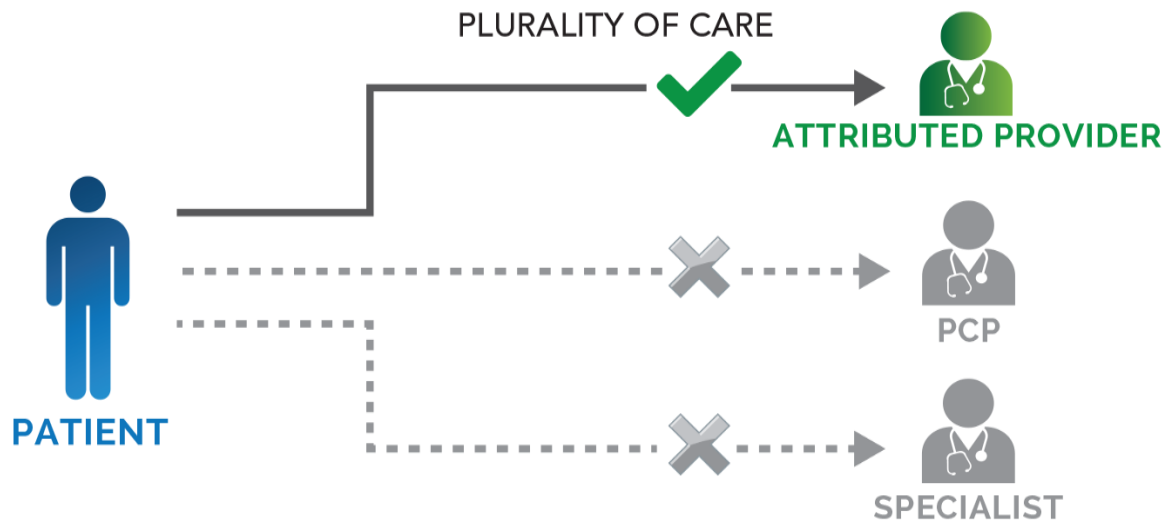 PLURALITY OF CARE
ATTRIBUTED PROVIDER
PCP
PATIENT
SPECIALIST